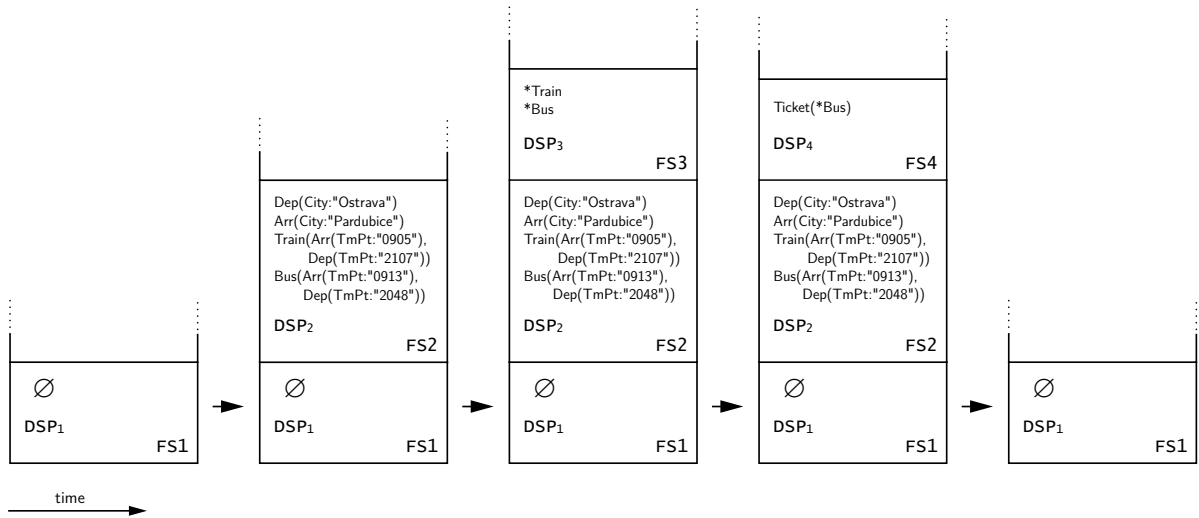 ∅
DSP₁
FS1
Dep(City:"Ostrava")
Arr(City:"Pardubice")
Train(Arr(TmPt:"0905"),
Dep(TmPt:"2107"))
Bus(Arr(TmPt:"0913"),
Dep(TmPt:"2048"))
DSP₂
FS2
∅
DSP₁
FS1
*Train
*Bus
DSP₃
FS3
Dep(City:"Ostrava")
Arr(City:"Pardubice")
Train(Arr(TmPt:"0905"),
Dep(TmPt:"2107"))
Bus(Arr(TmPt:"0913"),
Dep(TmPt:"2048"))
DSP₂
FS2
∅
DSP₁
FS1
Ticket(*Bus)
DSP₄
FS4
Dep(City:"Ostrava")
Arr(City:"Pardubice")
Train(Arr(TmPt:"0905"),
Dep(TmPt:"2107"))
Bus(Arr(TmPt:"0913"),
Dep(TmPt:"2048"))
DSP₂
FS2
∅
DSP₁
FS1
∅
DSP₁
FS1
time